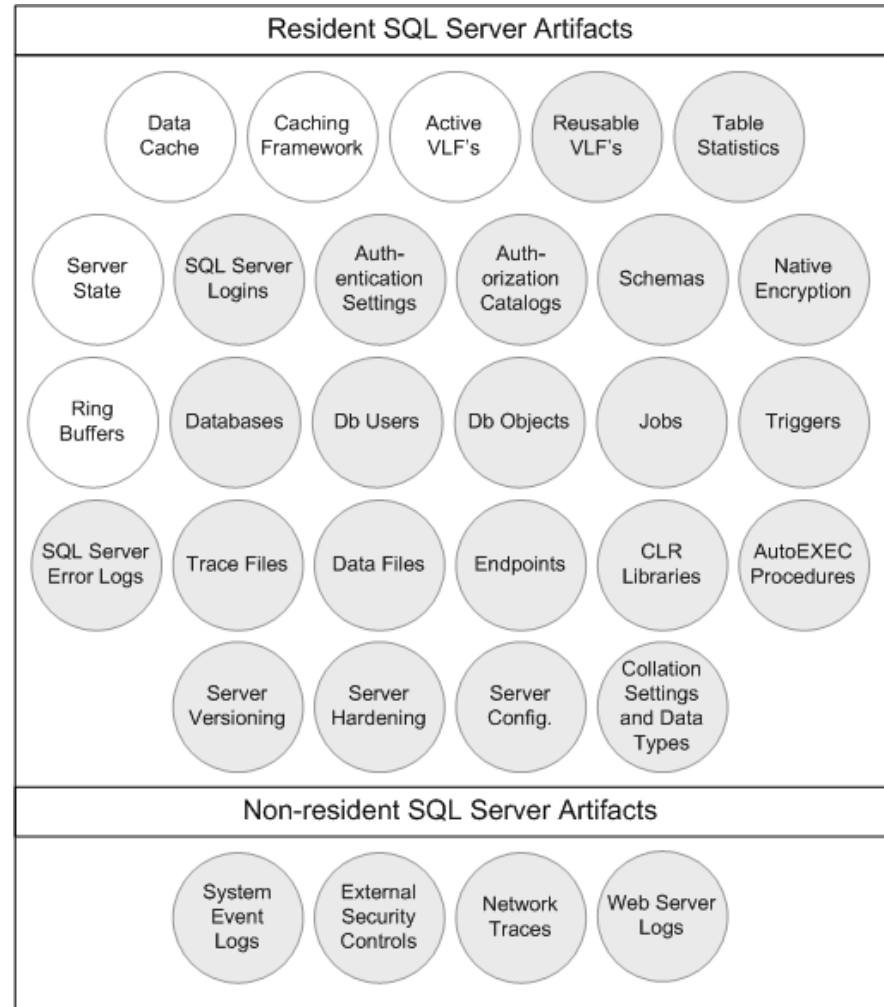 Resident SQL Server Artifacts
Data
Cache
Caching
Framework
Active
VLF's
Reusable
VLF's
Table
Statistics
Server
State
SQL Server
Logins
Auth-
entication
Settings
Auth-
orization
Catalogs
Schemas
Native
Encryption
Ring
Buffers
Databases
Db Users
Db Objects
Jobs
Triggers
SQL Server
Error Logs
Trace Files
Data Files
Endpoints
CLR
Libraries
AutoEXEC
Procedures
Server
Versioning
Server
Hardening
Server
Config.
Collation
Settings
and Data
Types
Non-resident SQL Server Artifacts
System
Event
Logs
External
Security
Controls
Network
Traces
Web Server
Logs